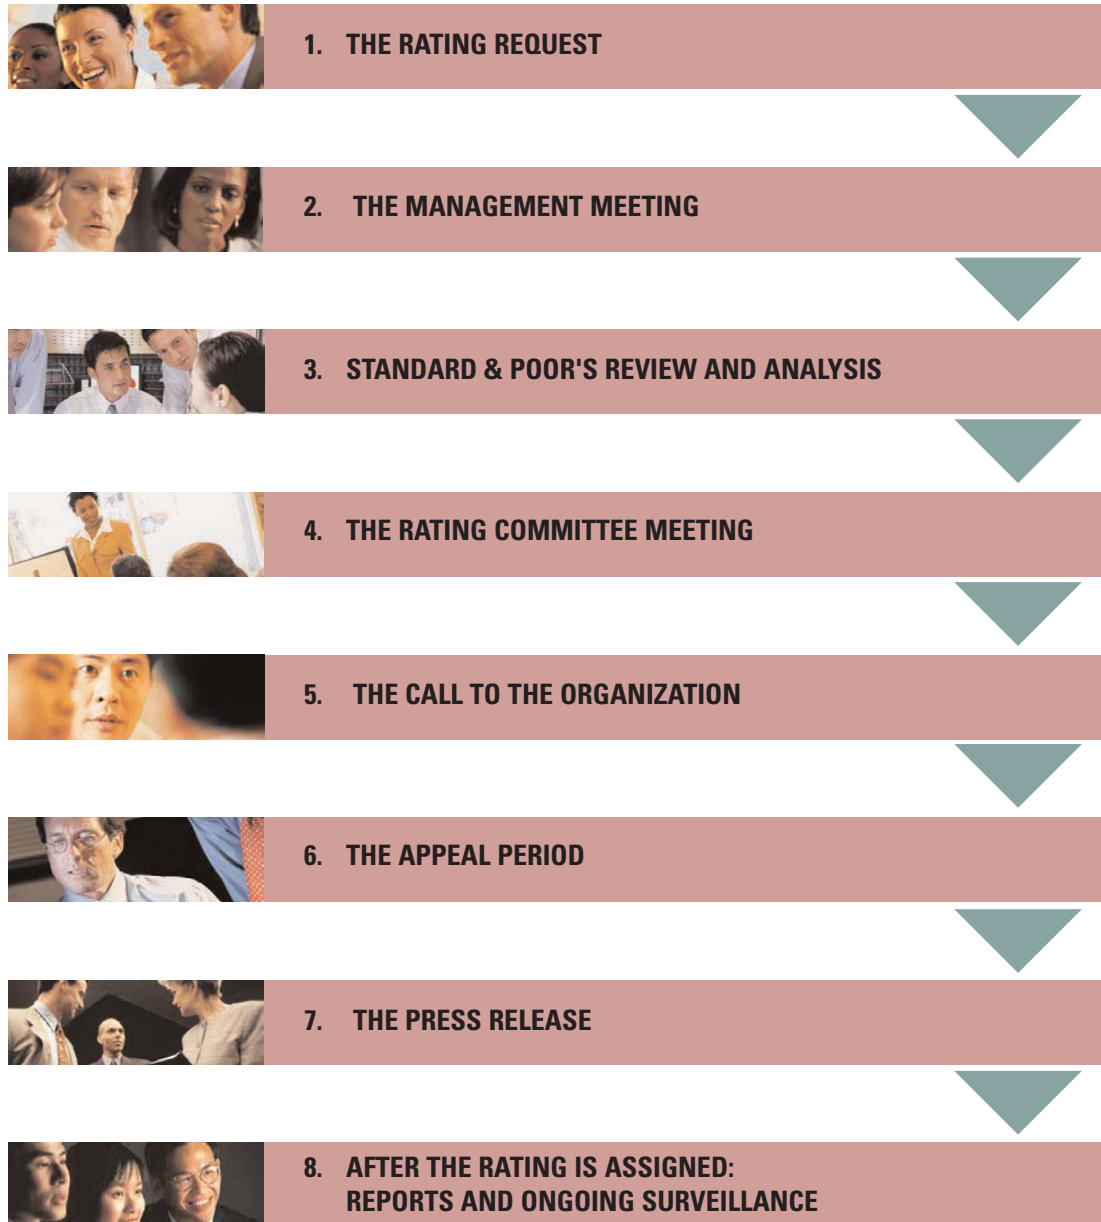 1. THE RATING REQUEST
2. THE MANAGEMENT MEETING
3. STANDARD & POOR'S REVIEW AND ANALYSIS
4. THE RATING COMMITTEE MEETING
5. THE CALL TO THE ORGANIZATION
6. THE APPEAL PERIOD
7. THE PRESS RELEASE
8. AFTER THE RATING IS ASSIGNED:
REPORTS AND ONGOING SURVEILLANCE